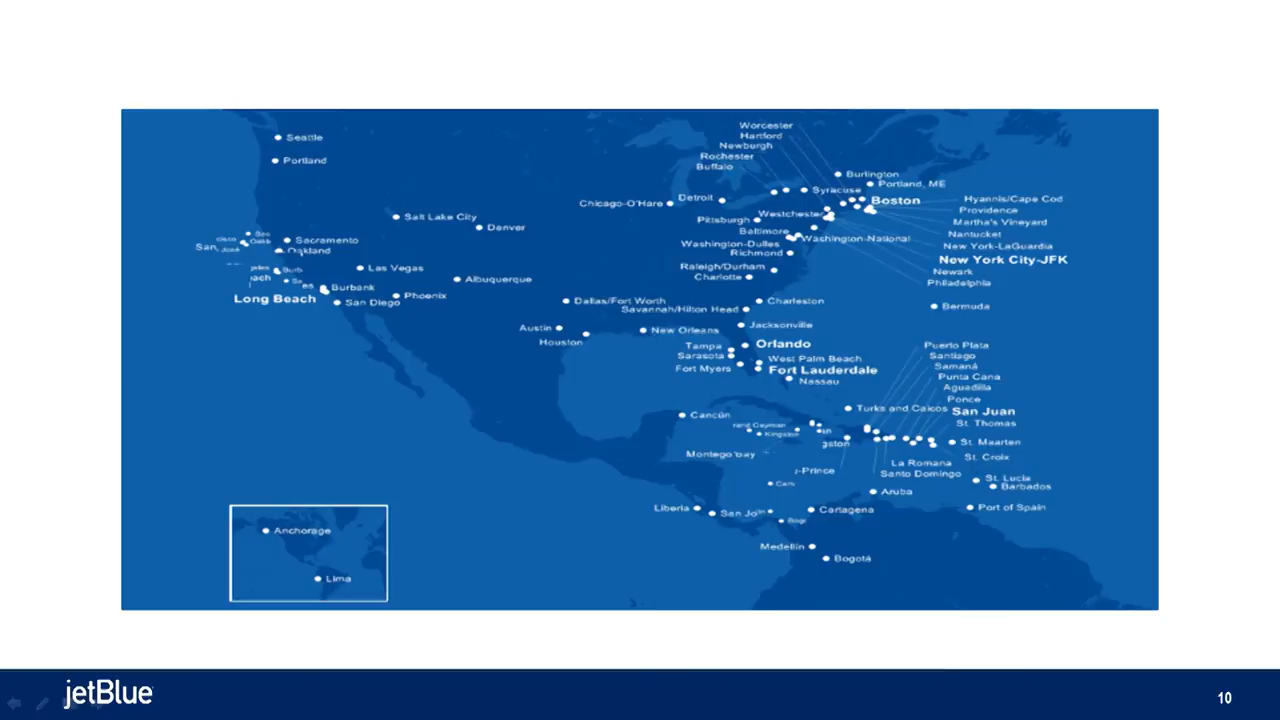 Seattle
Portland
Salt Lake City
Denver
Sacramento
Oakland
Las Vegas
Burbank
Long Beach
San Diego
Phoenix
Albuquerque
Dallas/Fort Worth
Austin
Houston
New Orleans
Chicago-O'Hare
Detroit
Worcester
Hartford
Newburgh
Rochester
Buffalo
Burlington
Portland, ME
Syracuse
Boston
Pittsburgh
Westchester
Baltimore
Washington-Dulles
Washington-National
Richmond
Raleigh/Durham
Charlotte
Hyannis/Cape Cod
Providence
Martha's Vineyard
Nantucket
New York-LaGuardia
New York City-JFK
Newark
Philadelphia
Bermuda
Charleston
Savannah/Hilton Head
Jacksonville
Orlando
Tampa
Sarasota
West Palm Beach
Fort Myers
Fort Lauderdale
Nassau
Puerto Plata
Santiago
Samaná
Punta Cana
Aguadilla
Ponce
San Juan
St. Thomas
Turks and Caicos
Cancún
Kingston
St. Maarten
St. Croix
La Romana
Santo Domingo
St. Lucia
Barbados
Aruba
Port of Spain
Liberia
Cartagena
Medellín
Bogotá
Anchorage
Lima
jetBlue
10